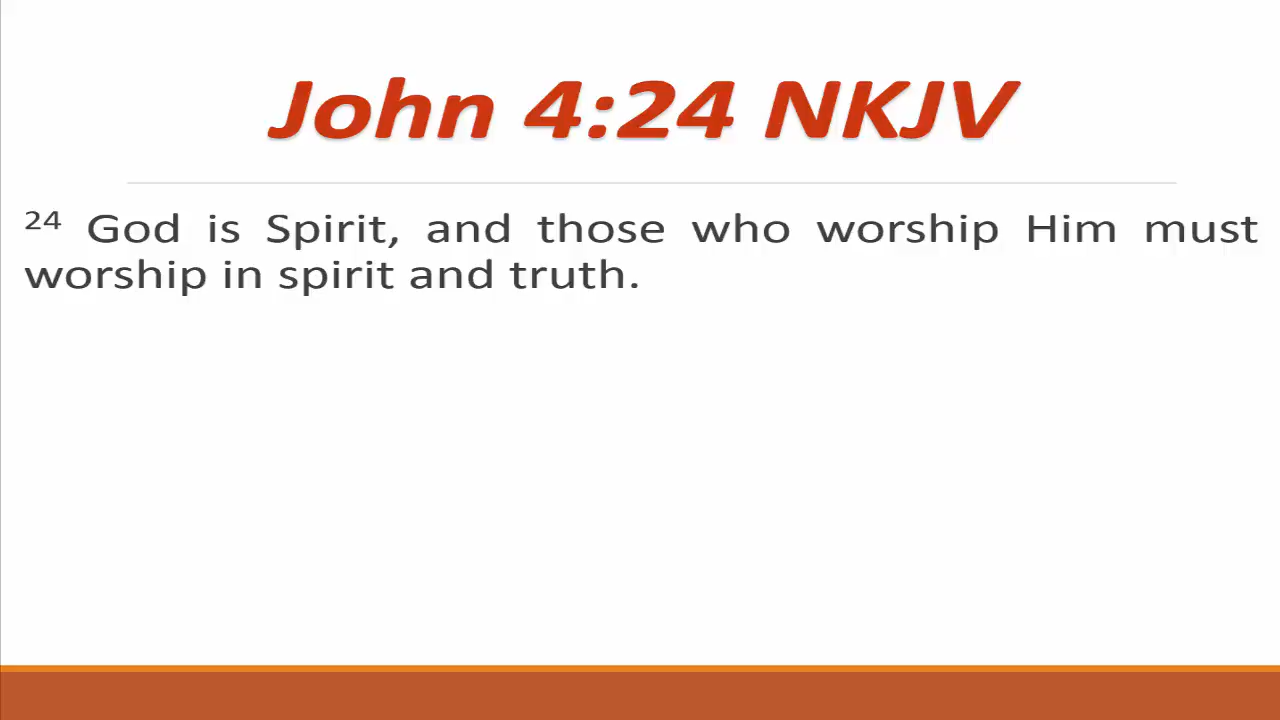 John 4:24 NKJV
24 God is Spirit, and those who worship Him must
worship in spirit and truth.